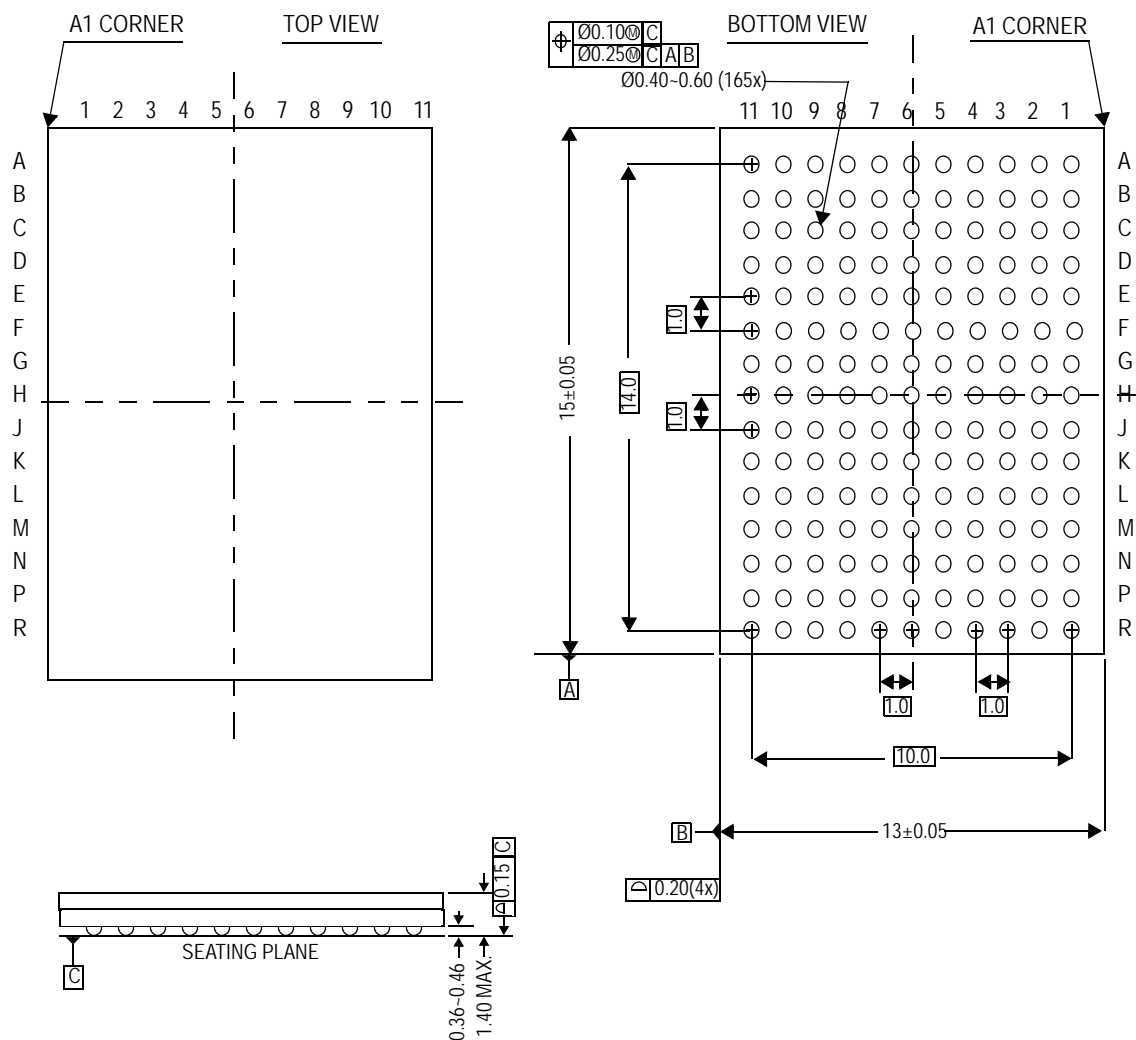 A1 CORNER
TOP VIEW
1 2 3 4 5 6 7 8 9 10 11
A
B
C
D
E
F
G
H
J
K
L
M
N
P
R
Ø0.10Ⓜ C
Ø0.25Ⓜ C A B
Ø0.40~0.60 (165x)
BOTTOM VIEW
A1 CORNER
11 10 9 8 7 6 5 4 3 2 1
A
B
C
D
E
F
G
H
J
K
L
M
N
P
R
1.0
1.0
14.0
15±0.05
A
1.0
1.0
10.0
B
13±0.05
0.20(4x)
0.15 C
SEATING PLANE
C
0.36~0.46
1.40 MAX.